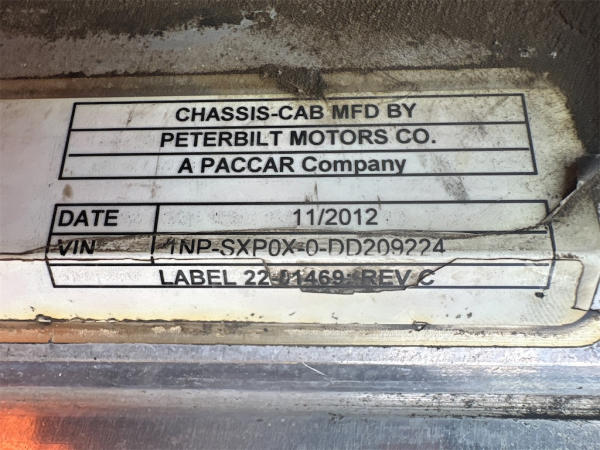 CHASSIS-CAB MFD BY
PETERBILT MOTORS CO.
A PACCAR Company
DATE 11/2012
VIN 1NP-SXP0X-0-DD209224
LABEL 22-01469 REV C